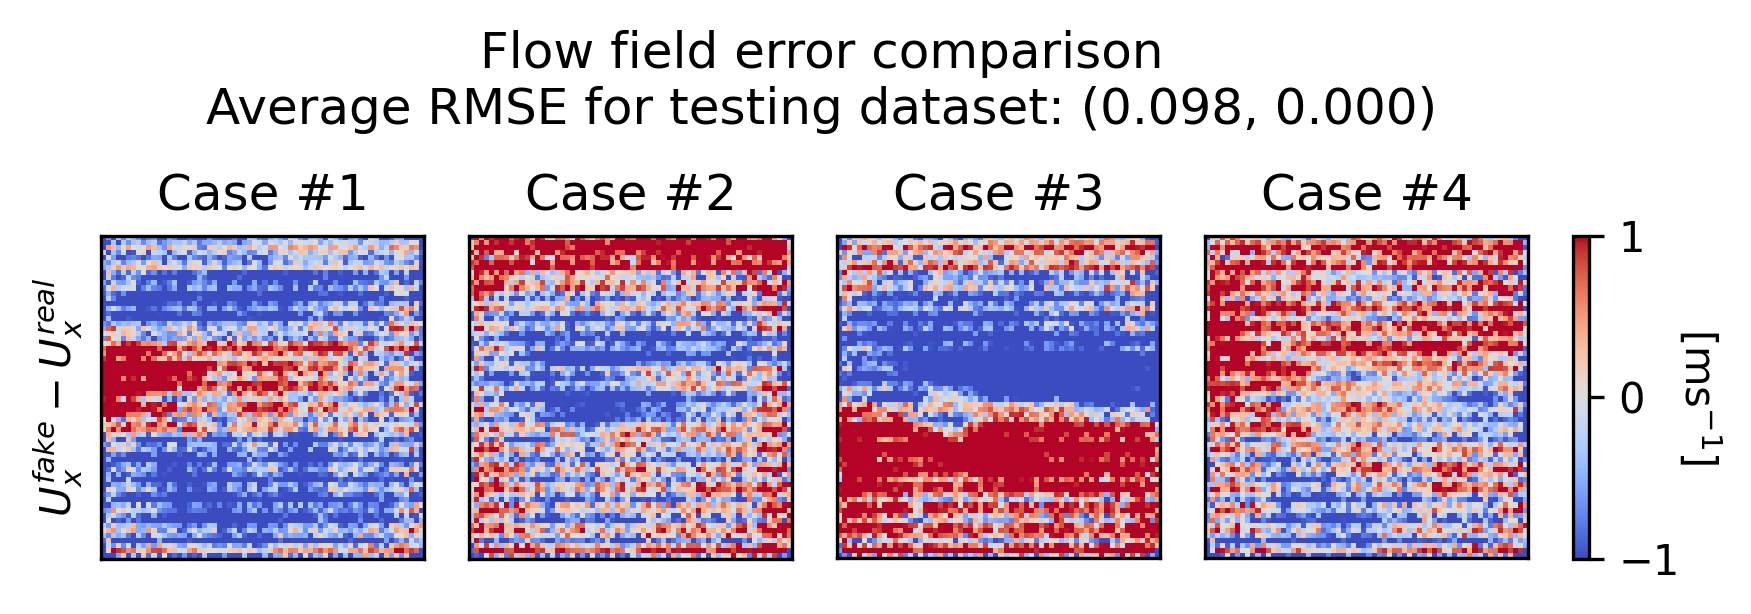 Flow field error comparison
Average RMSE for testing dataset: (0.098, 0.000)
Case #1
Case #2
Case #3
Case #4
$U_x^{fake} - U_x^{real}$
1
0
−1
[ms⁻¹]